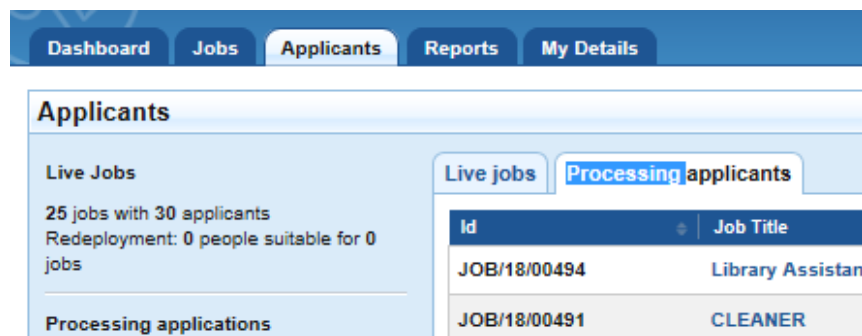 Dashboard Jobs Applicants Reports My Details
Applicants
Live Jobs
25 jobs with 30 applicants
Redeployment: 0 people suitable for 0
jobs
Processing applications
Live jobs Processing applicants
Id Job Title
JOB/18/00494 Library Assistan
JOB/18/00491 CLEANER